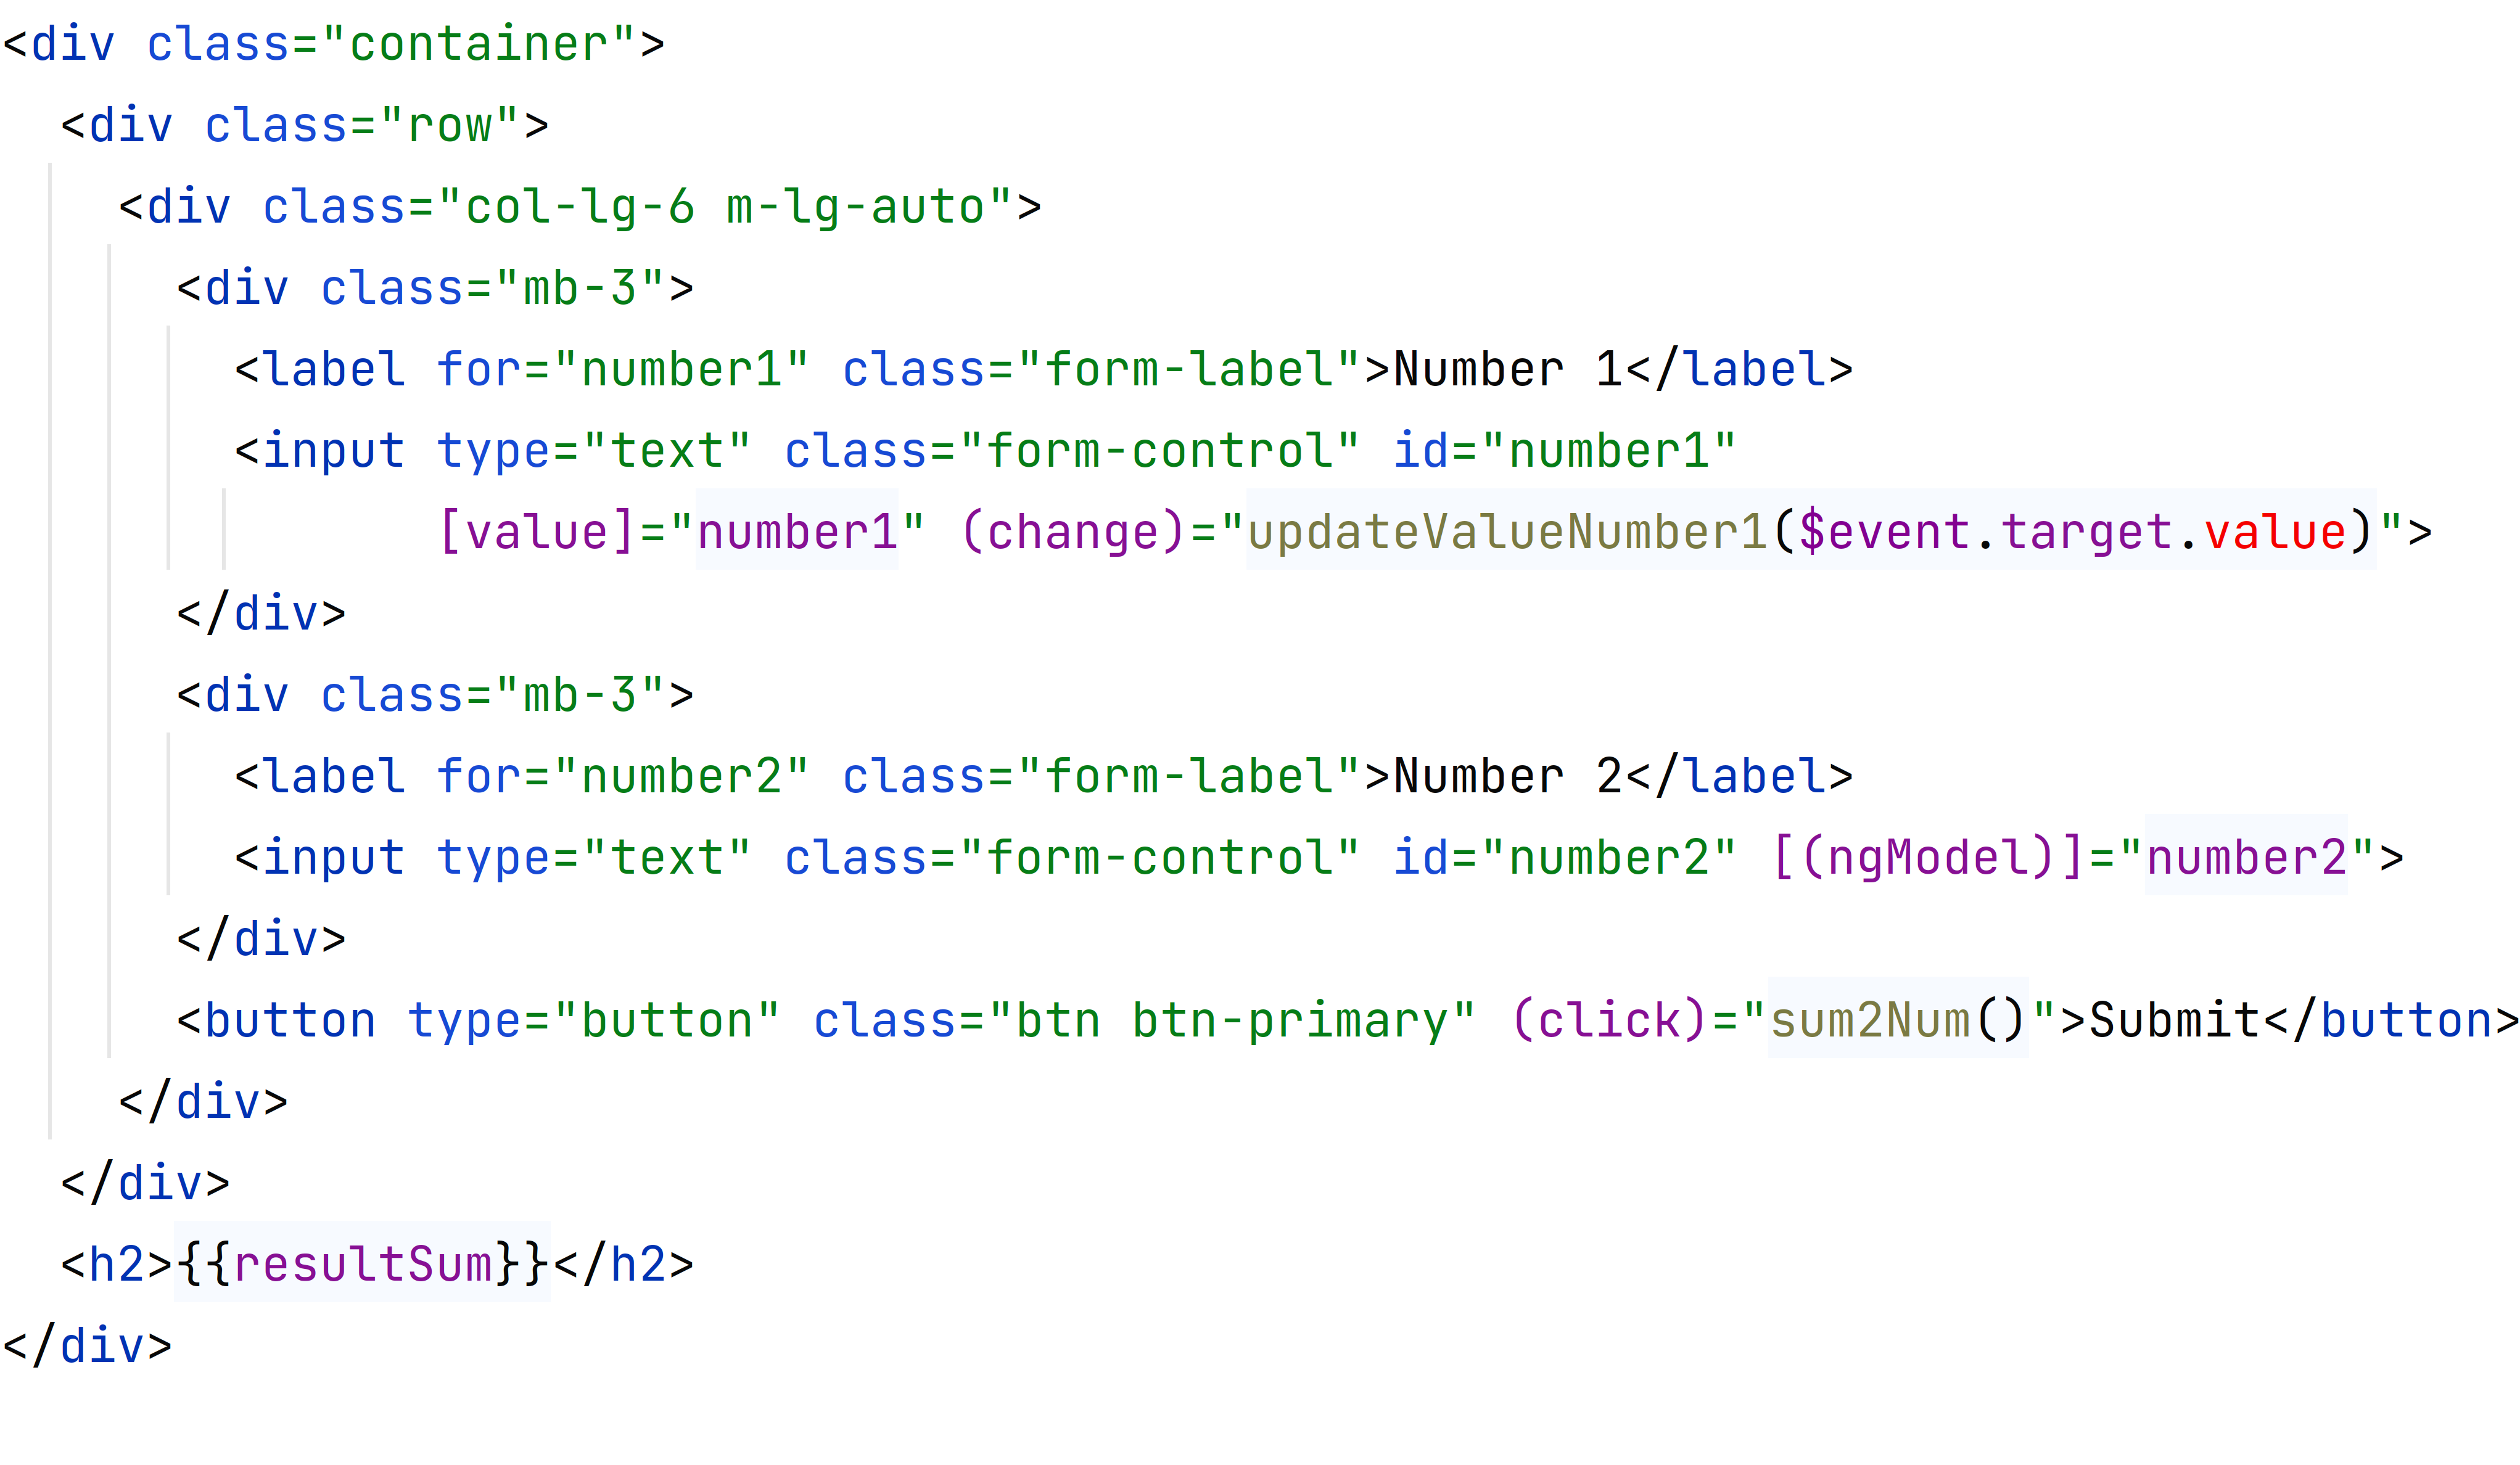 <div class="container">
  <div class="row">
    <div class="col-lg-6 m-lg-auto">
      <div class="mb-3">
        <label for="number1" class="form-label">Number 1</label>
        <input type="text" class="form-control" id="number1"
               [value]="number1" (change)="updateValueNumber1($event.target.value)">
      </div>
      <div class="mb-3">
        <label for="number2" class="form-label">Number 2</label>
        <input type="text" class="form-control" id="number2" [(ngModel)]="number2">
      </div>
      <button type="button" class="btn btn-primary" (click)="sum2Num()">Submit</button>
    </div>
  </div>
  <h2>{{resultSum}}</h2>
</div>